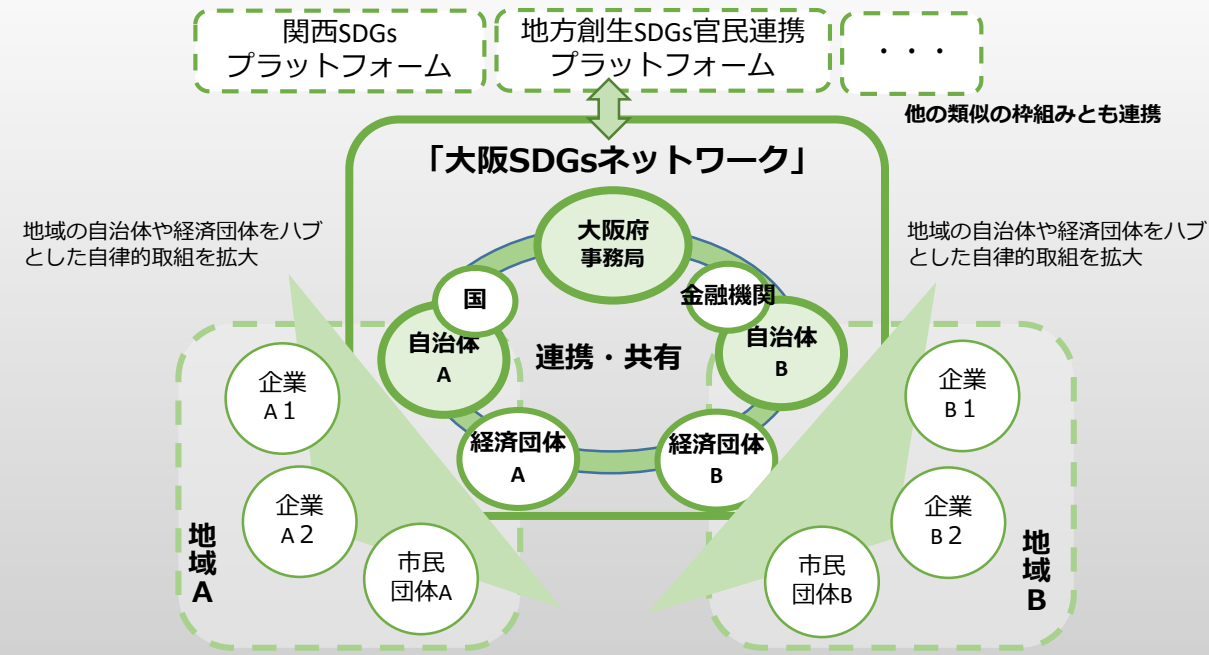 関西SDGs
プラットフォーム
地方創生SDGs官民連携
プラットフォーム
・・・
他の類似の枠組みとも連携
「大阪SDGsネットワーク」
地域の自治体や経済団体をハブ
とした自律的取組を拡大
地域の自治体や経済団体をハブ
とした自律的取組を拡大
大阪府
事務局
国
金融機関
自治体
A
連携・共有
自治体
B
企業
A１
企業
B１
経済団体
A
経済団体
B
企業
A２
企業
B２
地域A
市民
団体A
市民
団体B
地域B